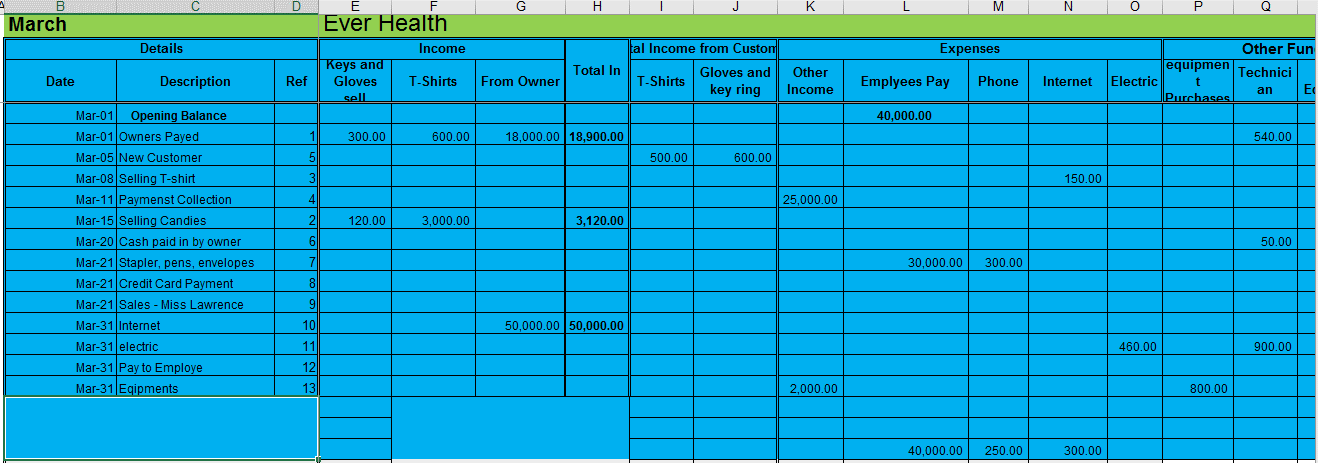 B C D E F G H I J K L M N O P Q
March Ever Health
Details Income tal Income from Custom Expenses Other Fun
Date Description Ref Keys and Gloves sell T-Shirts From Owner Total In T-Shirts Gloves and key ring Other Income Emplyees Pay Phone Internet Electric equipmen t Purchases Technici an
Mar-01 Opening Balance 40,000.00
Mar-01 Owners Payed 1 300.00 600.00 18,000.00 18,900.00 540.00
Mar-05 New Customer 5 500.00 600.00
Mar-08 Selling T-shirt 3 150.00
Mar-11 Paymenst Collection 4 25,000.00
Mar-15 Selling Candies 2 120.00 3,000.00 3,120.00
Mar-20 Cash paid in by owner 6 50.00
Mar-21 Stapler, pens, envelopes 7 30,000.00 300.00
Mar-21 Credit Card Payment 8
Mar-21 Sales - Miss Lawrence 9
Mar-31 Internet 10 50,000.00 50,000.00
Mar-31 electric 11 460.00 900.00
Mar-31 Pay to Employe 12
Mar-31 Eqipments 13 2,000.00 800.00
40,000.00 250.00 300.00